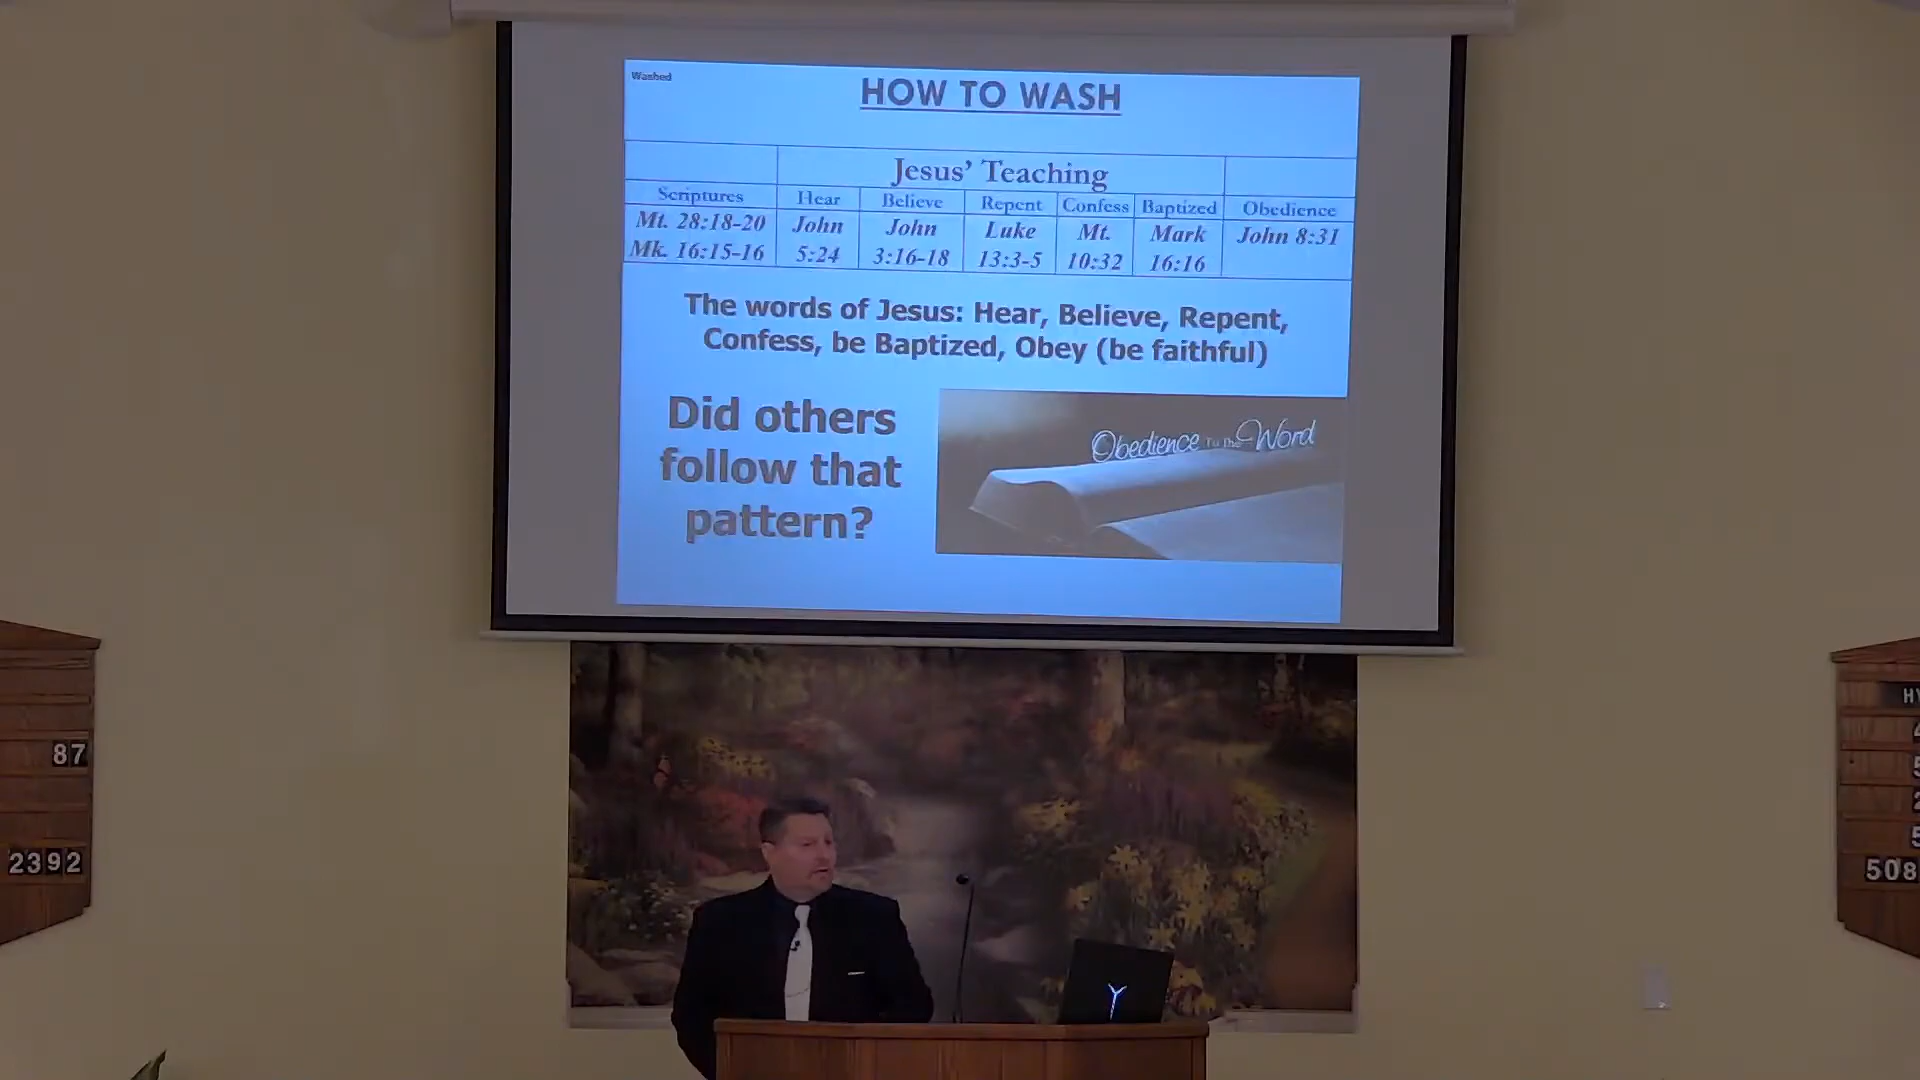 Washed
HOW TO WASH
Jesus’ Teaching
Scriptures Hear Believe Repent Confess Baptized Obedience
Mt. 28:18-20 John John Luke Mt. Mark John 8:31
Mk. 16:15-16 5:24 3:16-18 13:3-5 10:32 16:16
The words of Jesus: Hear, Believe, Repent,
Confess, be Baptized, Obey (be faithful)
Did others
follow that
pattern?
Obedience To the Word
87
2392
508